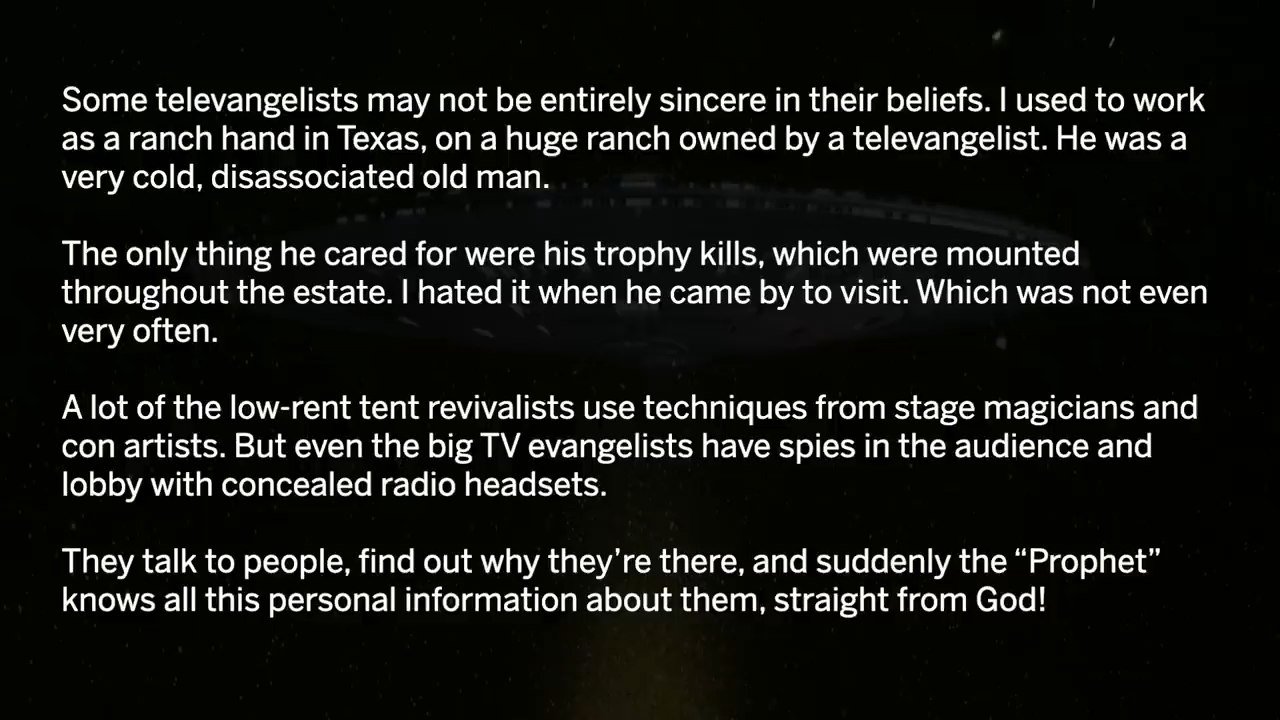 Some televangelists may not be entirely sincere in their beliefs. I used to work
as a ranch hand in Texas, on a huge ranch owned by a televangelist. He was a
very cold, disassociated old man.
The only thing he cared for were his trophy kills, which were mounted
throughout the estate. I hated it when he came by to visit. Which was not even
very often.
A lot of the low-rent tent revivalists use techniques from stage magicians and
con artists. But even the big TV evangelists have spies in the audience and
lobby with concealed radio headsets.
They talk to people, find out why they’re there, and suddenly the “Prophet”
knows all this personal information about them, straight from God!